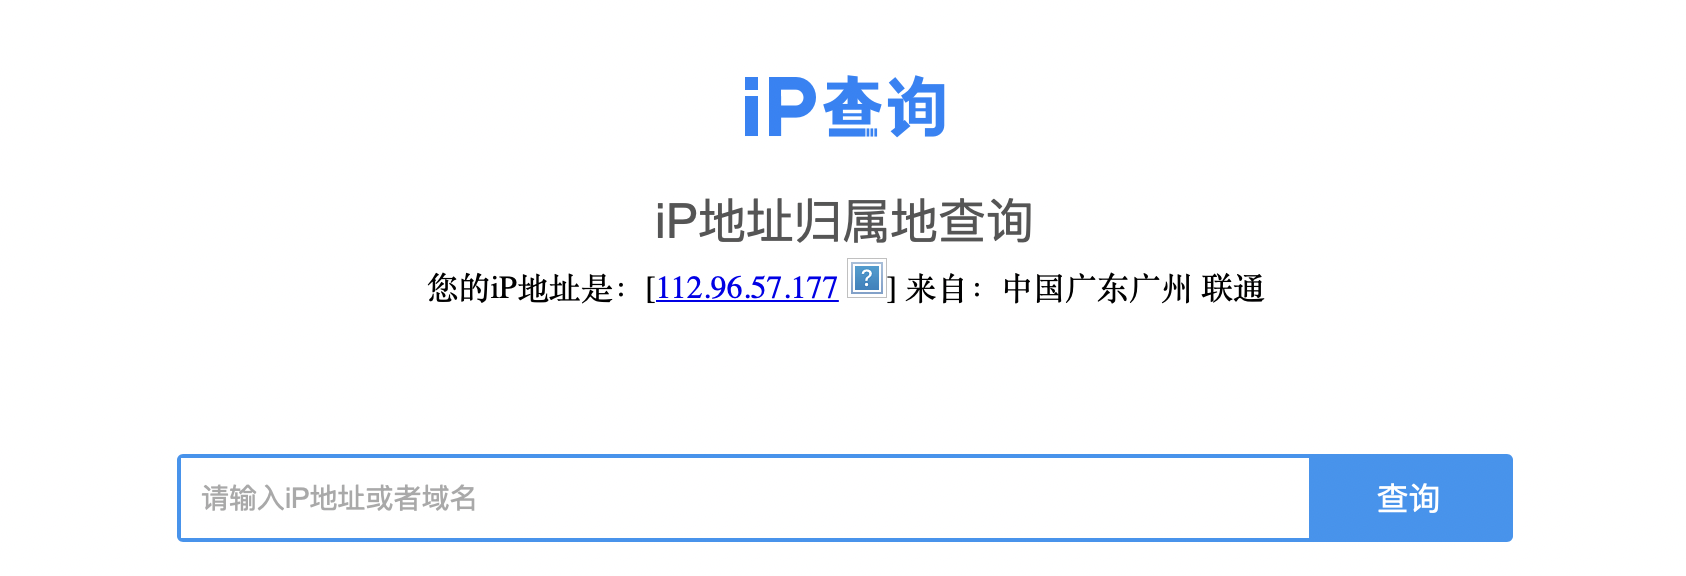 iP查询
iP地址归属地查询
您的iP地址是：[112.96.57.177 ?] 来自：中国广东广州 联通
请输入iP地址或者域名
查询